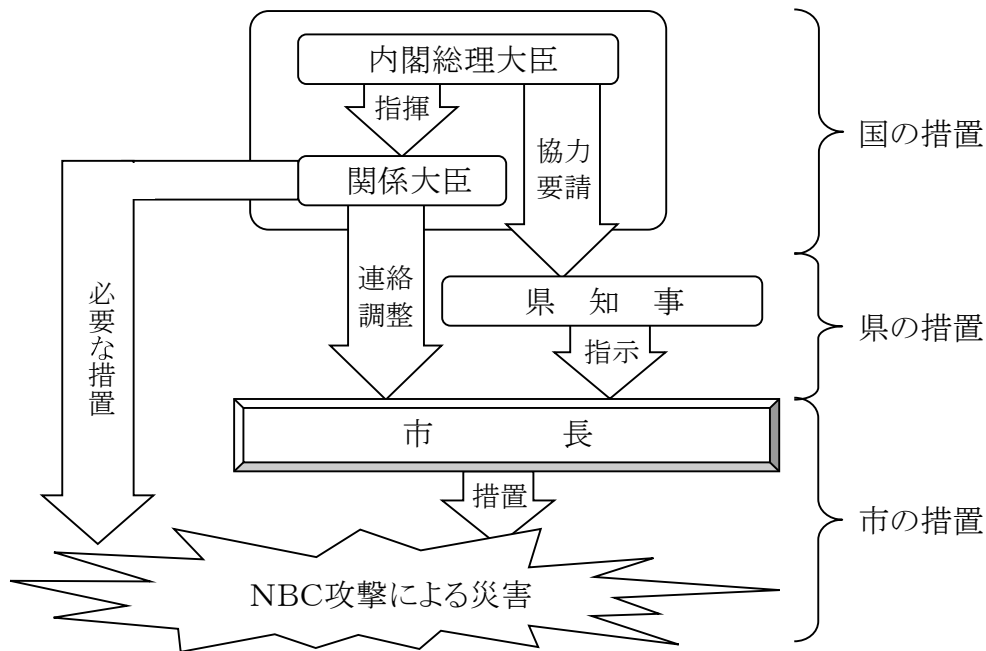 内閣総理大臣
指揮
協力
要請
国の措置
関係大臣
連絡
調整
必要な措置
県知事
指示
県の措置
市長
措置
市の措置
NBC攻撃による災害